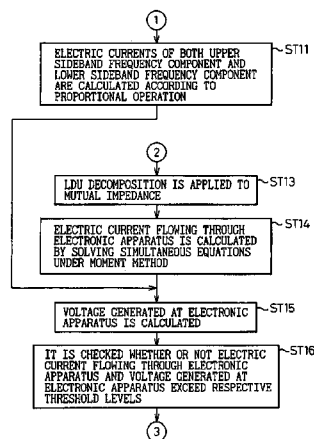 1
ELECTRIC CURRENTS OF BOTH UPPER
SIDEBAND FREQUENCY COMPONENT AND
LOWER SIDEBAND FREQUENCY COMPONENT
ARE CALCULATED ACCORDING TO
PROPORTIONAL OPERATION
ST11
2
LDU DECOMPOSITION IS APPLIED TO
MUTUAL IMPEDANCE
ST13
ELECTRIC CURRENT FLOWING THROUGH
ELECTRONIC APPARATUS IS CALCULATED
BY SOLVING SIMULTANEOUS EQUATIONS
UNDER MOMENT METHOD
ST14
VOLTAGE GENERATED AT ELECTRONIC
APPARATUS IS CALCULATED
ST15
IT IS CHECKED WHETHER OR NOT ELECTRIC
CURRENT FLOWING THROUGH ELECTRONIC
APPARATUS AND VOLTAGE GENERATED AT
ELECTRONIC APPARATUS EXCEED RESPECTIVE
THRESHOLD LEVELS
ST16
3